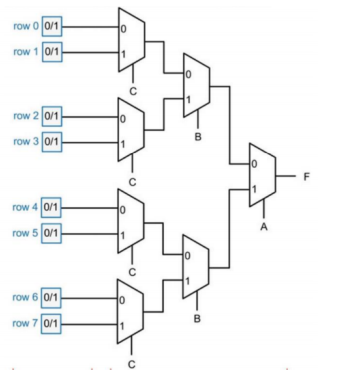 row 0 0/1 0
row 1 0/1 1
C
0
1
B
row 2 0/1 0
row 3 0/1 1
C
0
1
F
A
row 4 0/1 0
row 5 0/1 1
C
0
1
B
row 6 0/1 0
row 7 0/1 1
C